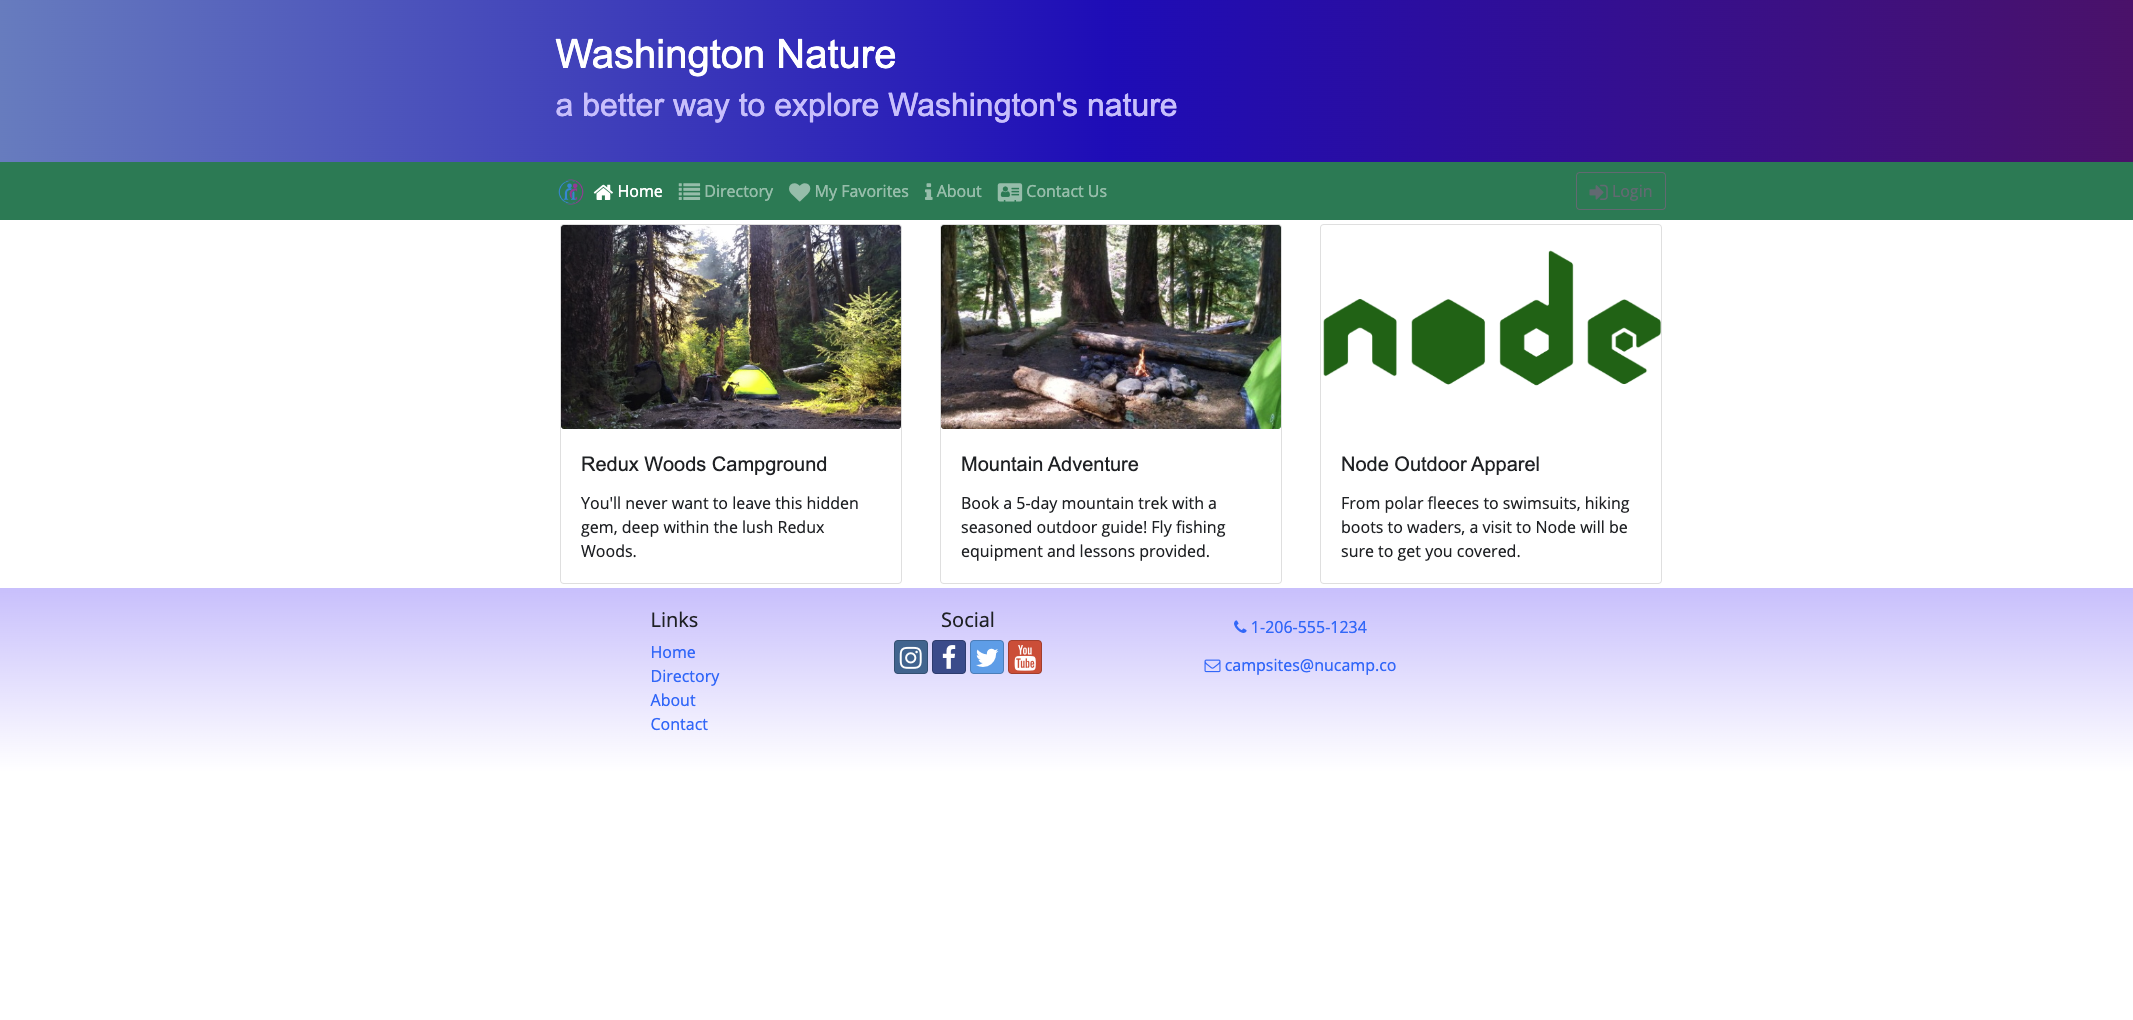 Washington Nature
a better way to explore Washington's nature
Home Directory My Favorites About Contact Us Login
node
Redux Woods Campground
You'll never want to leave this hidden
gem, deep within the lush Redux
Woods.
Mountain Adventure
Book a 5-day mountain trek with a
seasoned outdoor guide! Fly fishing
equipment and lessons provided.
Node Outdoor Apparel
From polar fleeces to swimsuits, hiking
boots to waders, a visit to Node will be
sure to get you covered.
Links
Home
Directory
About
Contact
Social
You
Tube
1-206-555-1234
campsites@nucamp.co